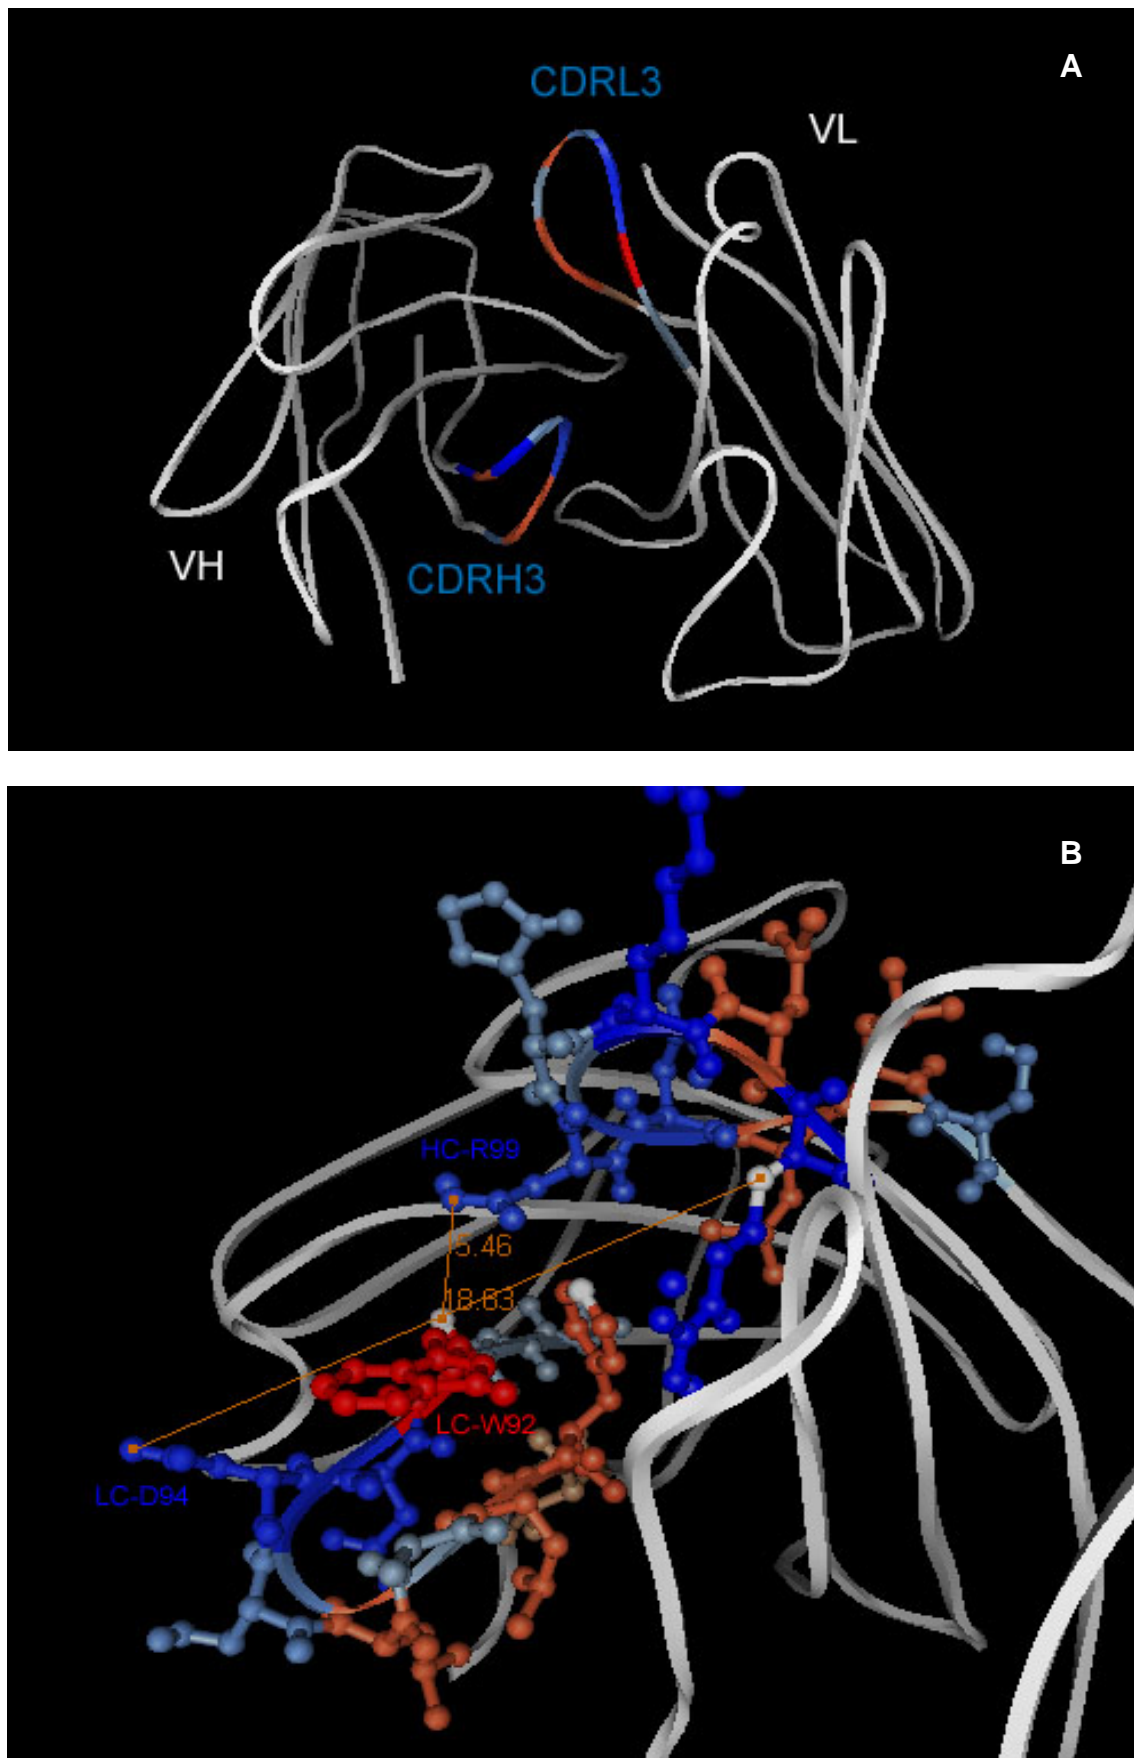 A
CDRL3
VL
VH
CDRH3
B
HC-R99
5.46
18.63
LC-W92
LC-D94